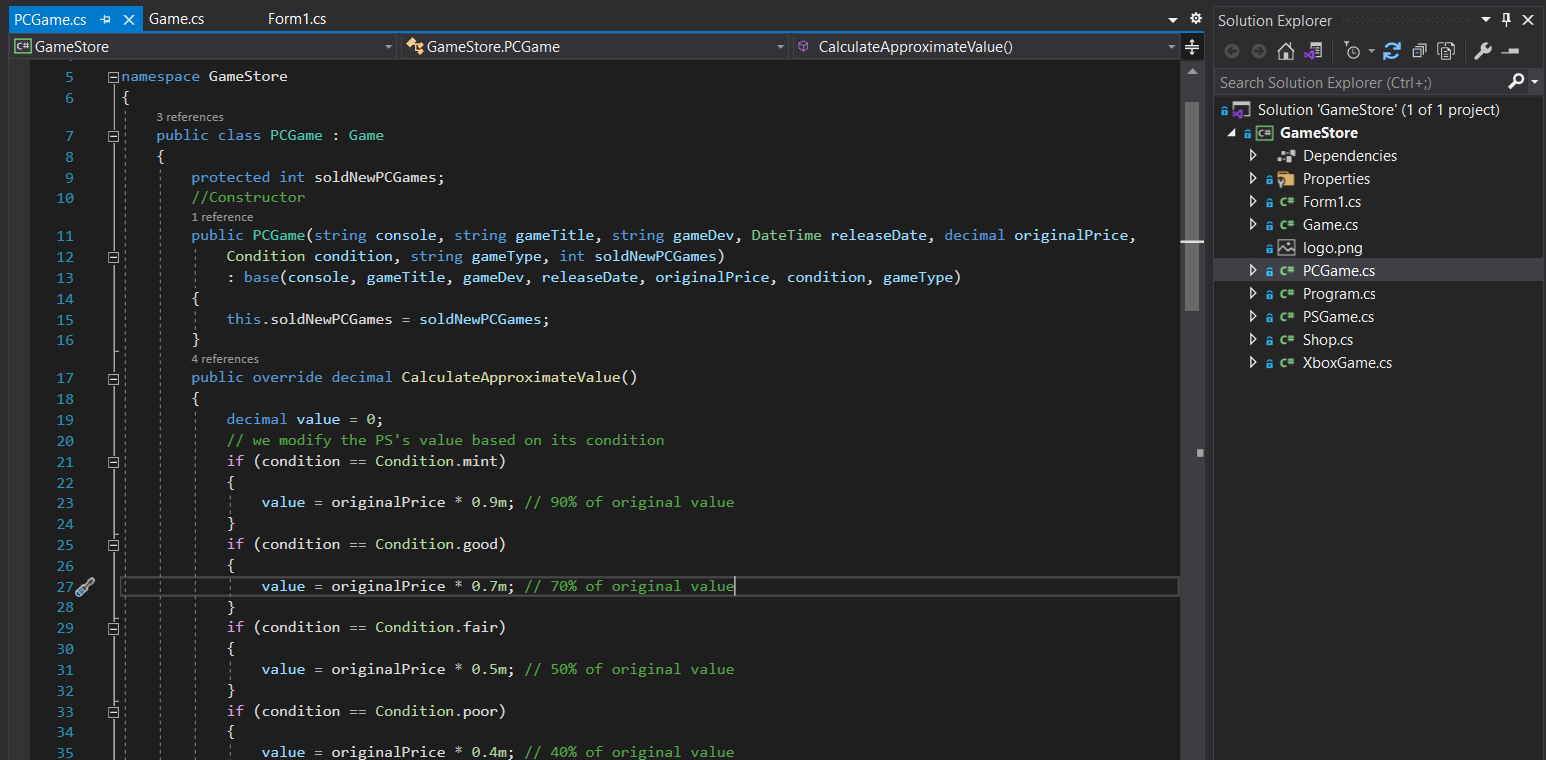 PCGame.cs Game.cs Form1.cs
C# GameStore GameStore.PCGame CalculateApproximateValue()
5 namespace GameStore
6 {
3 references
7 public class PCGame : Game
8 {
9 protected int soldNewPCGames;
10 //Constructor
1 reference
11 public PCGame(string console, string gameTitle, string gameDev, DateTime releaseDate, decimal originalPrice,
12 Condition condition, string gameType, int soldNewPCGames)
13 : base(console, gameTitle, gameDev, releaseDate, originalPrice, condition, gameType)
14 {
15 this.soldNewPCGames = soldNewPCGames;
16 }
4 references
17 public override decimal CalculateApproximateValue()
18 {
19 decimal value = 0;
20 // we modify the PS's value based on its condition
21 if (condition == Condition.mint)
22 {
23 value = originalPrice * 0.9m; // 90% of original value
24 }
25 if (condition == Condition.good)
26 {
27 value = originalPrice * 0.7m; // 70% of original value
28 }
29 if (condition == Condition.fair)
30 {
31 value = originalPrice * 0.5m; // 50% of original value
32 }
33 if (condition == Condition.poor)
34 {
35 value = originalPrice * 0.4m; // 40% of original value
Solution Explorer
Search Solution Explorer (Ctrl+;)
Solution 'GameStore' (1 of 1 project)
C# GameStore
Dependencies
Properties
C# Form1.cs
C# Game.cs
logo.png
C# PCGame.cs
C# Program.cs
C# PSGame.cs
C# Shop.cs
C# XboxGame.cs